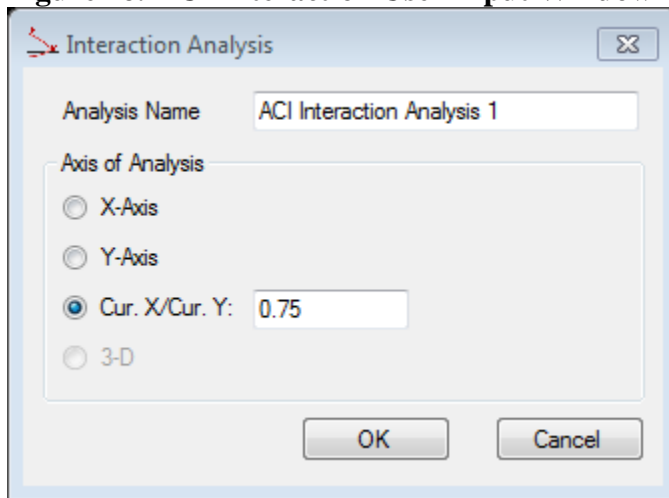 Interaction Analysis
Analysis Name ACI Interaction Analysis 1
Axis of Analysis
X-Axis
Y-Axis
Cur. X/Cur. Y: 0.75
3-D
OK Cancel